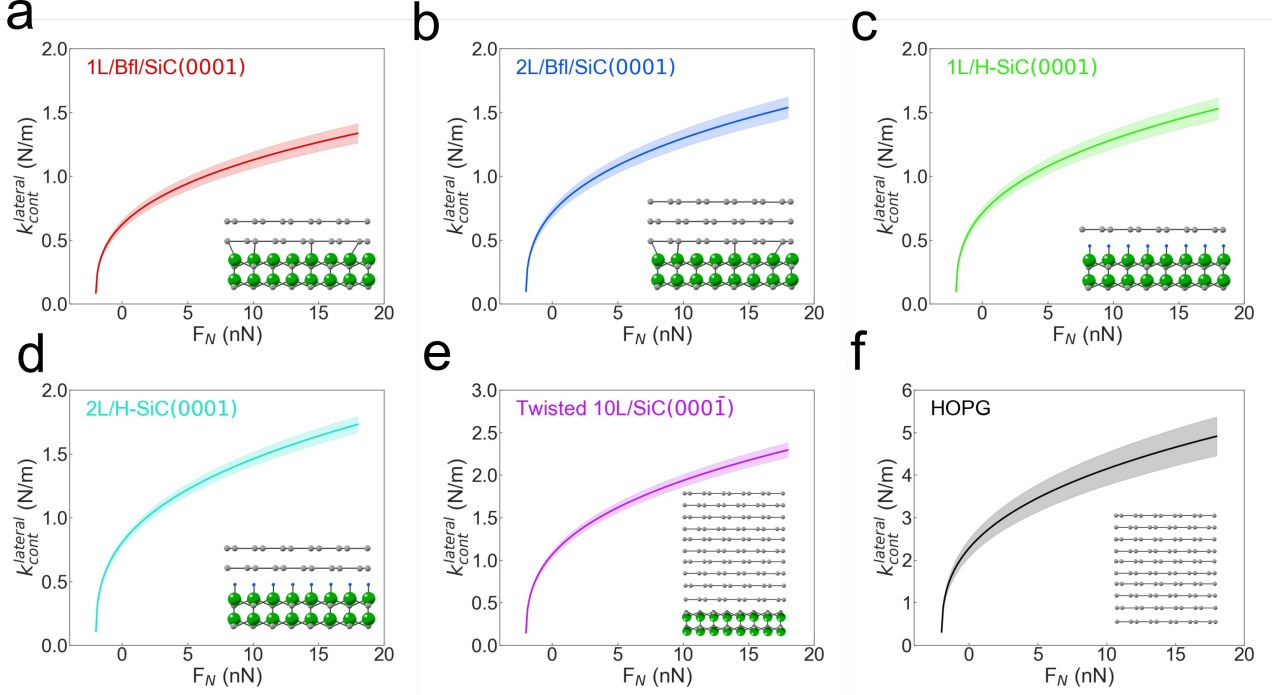 a
1L/Bfl/SiC(0001)
2.0
1.5
1.0
0.5
0.0
k_cont^lateral (N/m)
0
5
10
15
20
F_N (nN)
b
2L/Bfl/SiC(0001)
2.0
1.5
1.0
0.5
0.0
k_cont^lateral (N/m)
0
5
10
15
20
F_N (nN)
c
1L/H-SiC(0001)
2.0
1.5
1.0
0.5
0.0
k_cont^lateral (N/m)
0
5
10
15
20
F_N (nN)
d
2L/H-SiC(0001)
2.0
1.5
1.0
0.5
0.0
k_cont^lateral (N/m)
0
5
10
15
20
F_N (nN)
e
Twisted 10L/SiC(0001̄)
3.0
2.5
2.0
1.5
1.0
0.5
0.0
k_cont^lateral (N/m)
0
5
10
15
20
F_N (nN)
f
HOPG
6
5
4
3
2
1
0
k_cont^lateral (N/m)
0
5
10
15
20
F_N (nN)